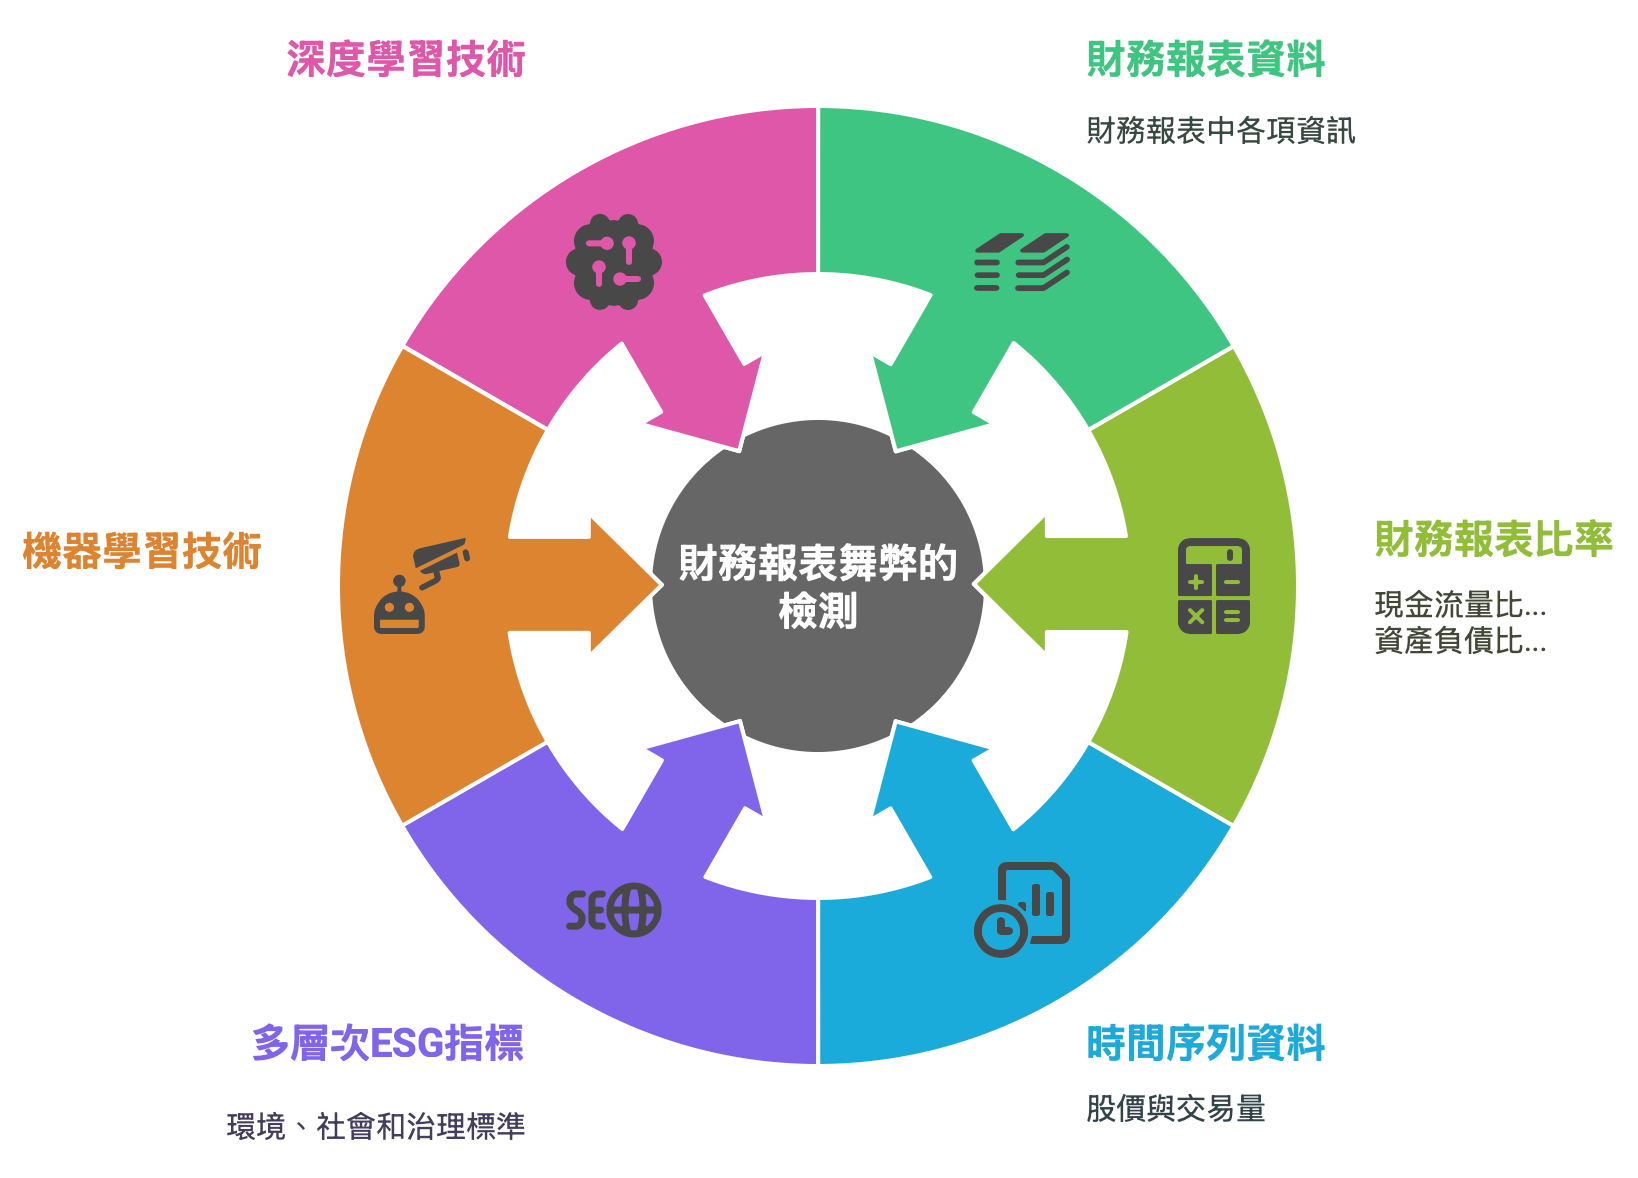 深度學習技術
財務報表資料
財務報表中各項資訊
機器學習技術
財務報表舞弊的
檢測
財務報表比率
現金流量比...
資產負債比...
SE
多層次ESG指標
環境、社會和治理標準
時間序列資料
股價與交易量